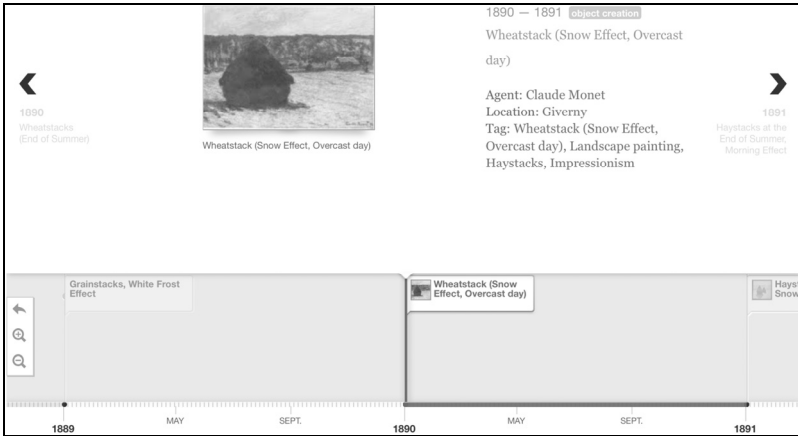 1890 — 1891 object creation
Wheatstack (Snow Effect, Overcast
day)
Agent: Claude Monet
Location: Giverny
Tag: Wheatstack (Snow Effect,
Overcast day), Landscape painting,
Haystacks, Impressionism
Wheatstack (Snow Effect, Overcast day)
1890
Wheatstacks
(End of Summer)
1891
Haystacks at the
End of Summer,
Morning Effect
Grainstacks, White Frost
Effect
Wheatstack (Snow
Effect, Overcast day)
Hayst
Snow
MAY
SEPT.
MAY
SEPT.
1889
1890
1891